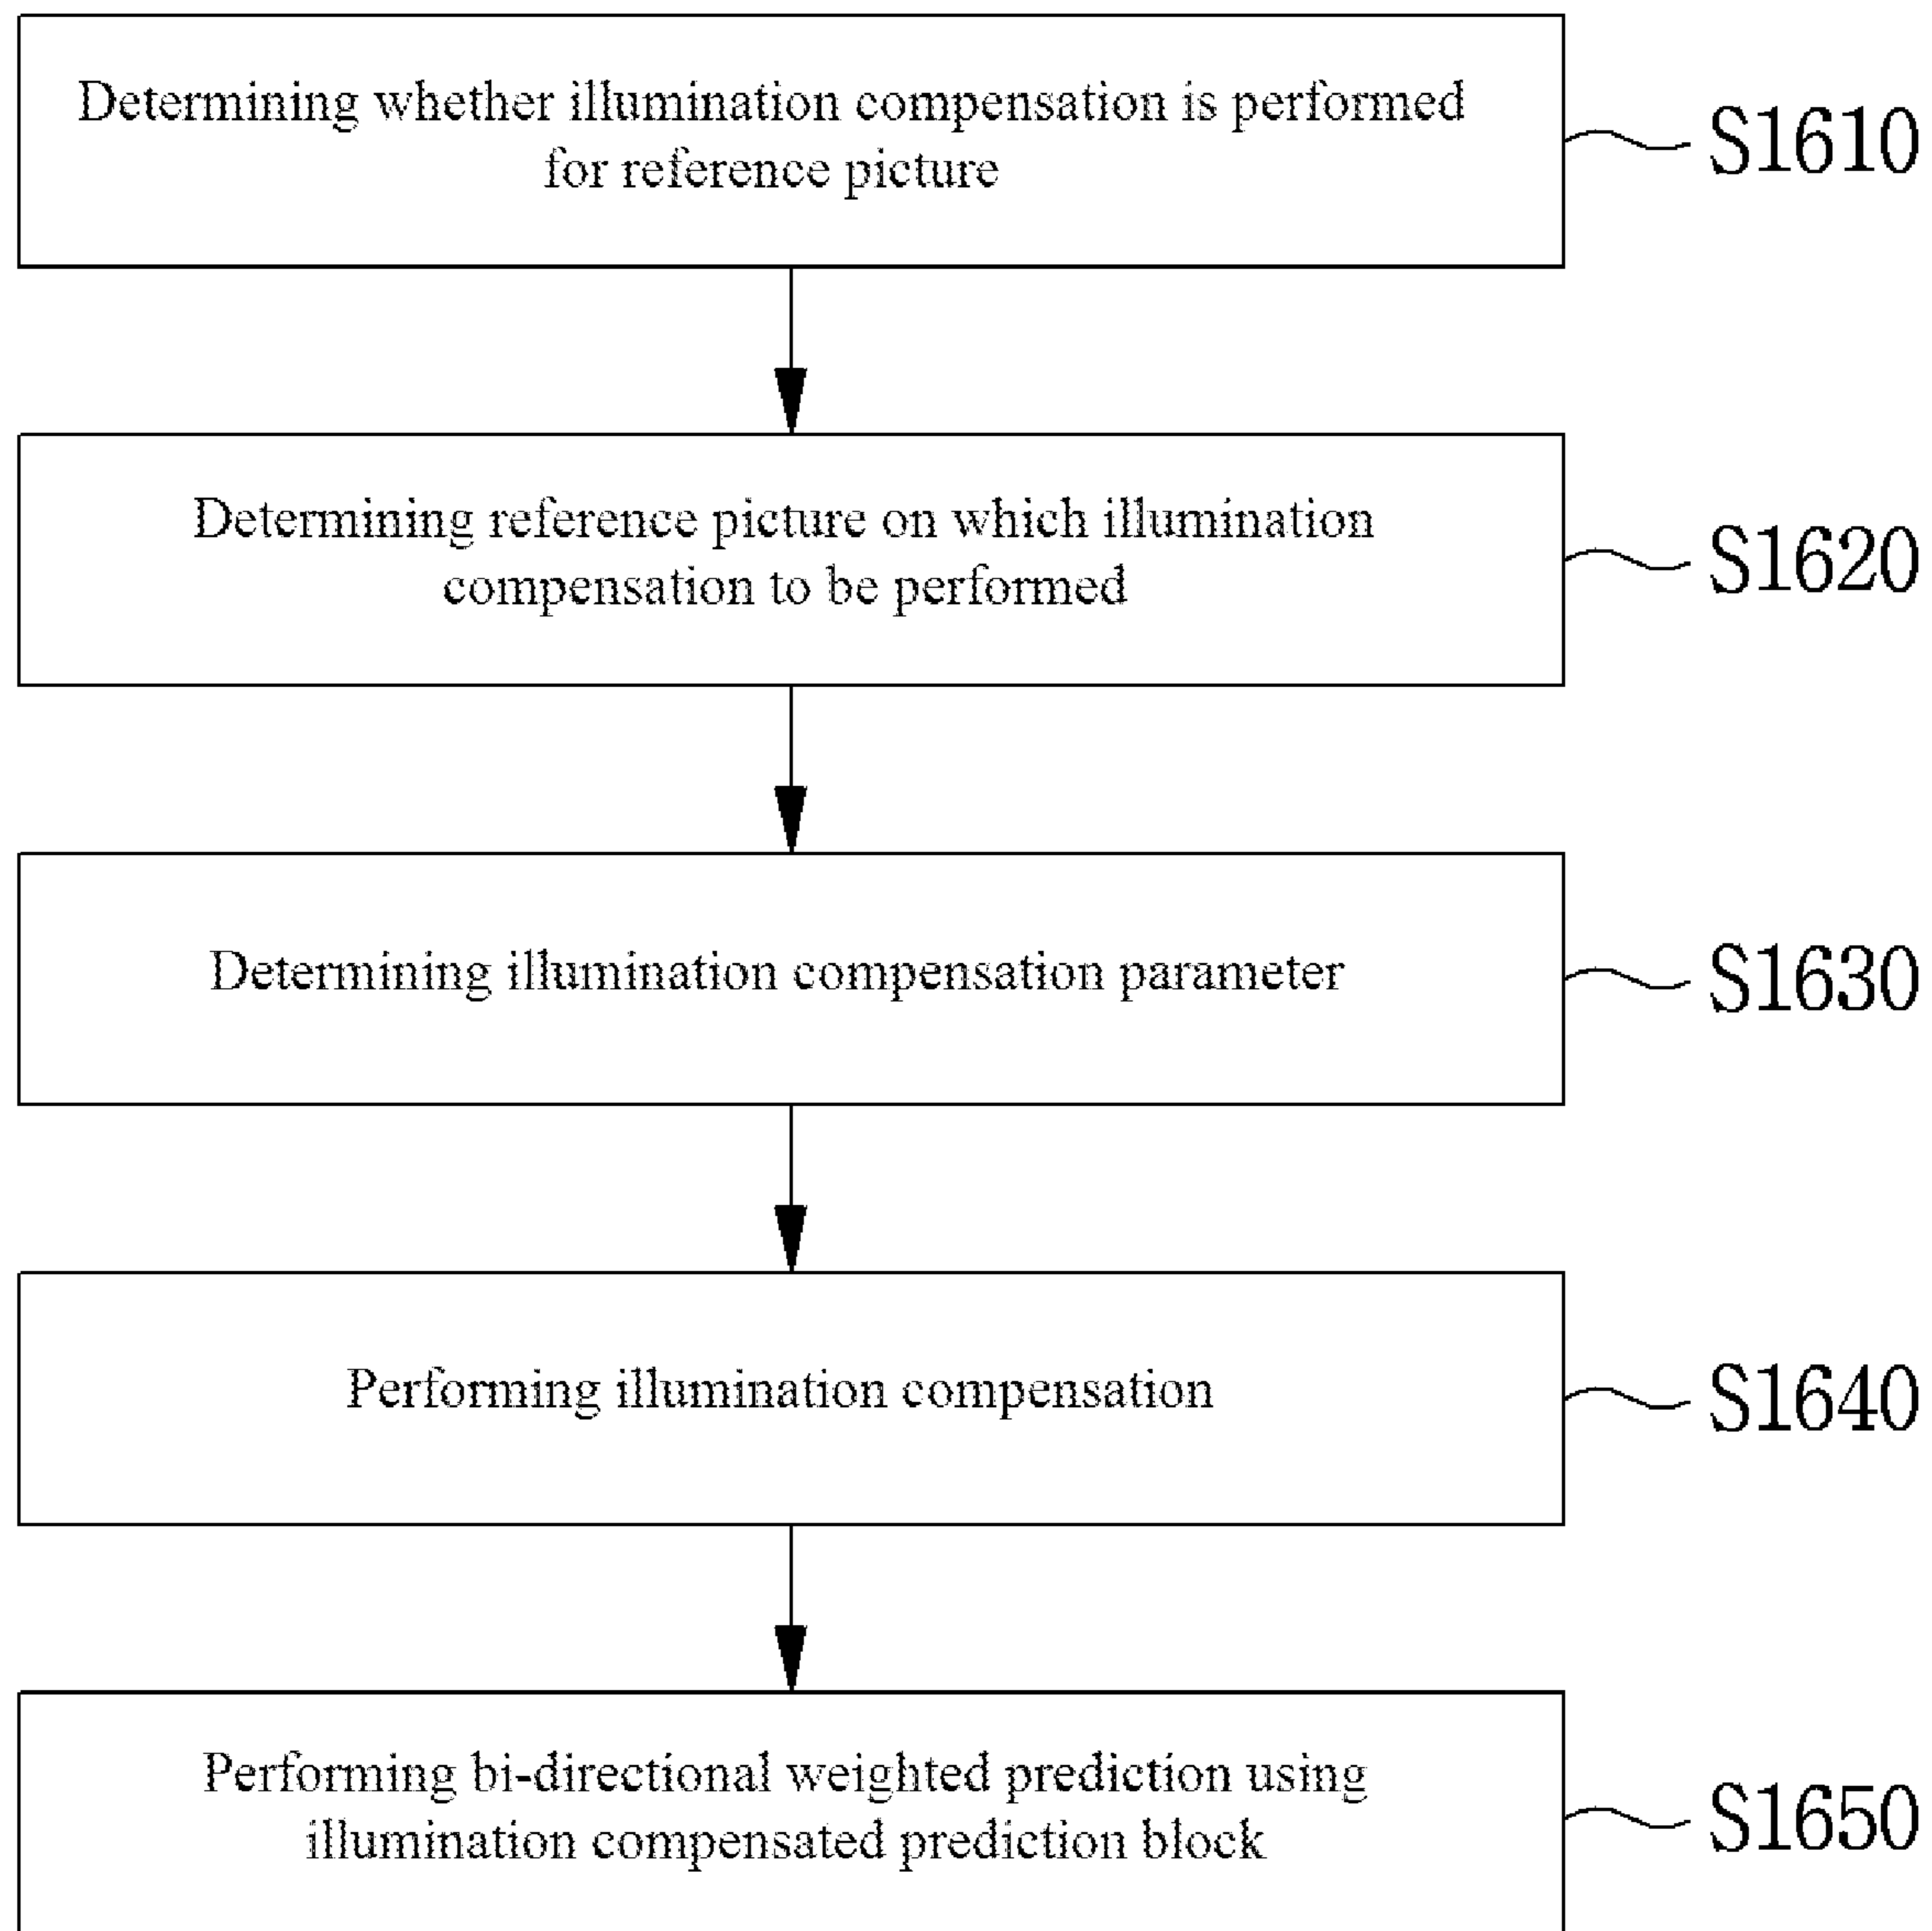 Determining whether illumination compensation is performed
for reference picture
S1610
Determining reference picture on which illumination
compensation to be performed
S1620
Determining illumination compensation parameter
S1630
Performing illumination compensation
S1640
Performing bi-directional weighted prediction using
illumination compensated prediction block
S1650